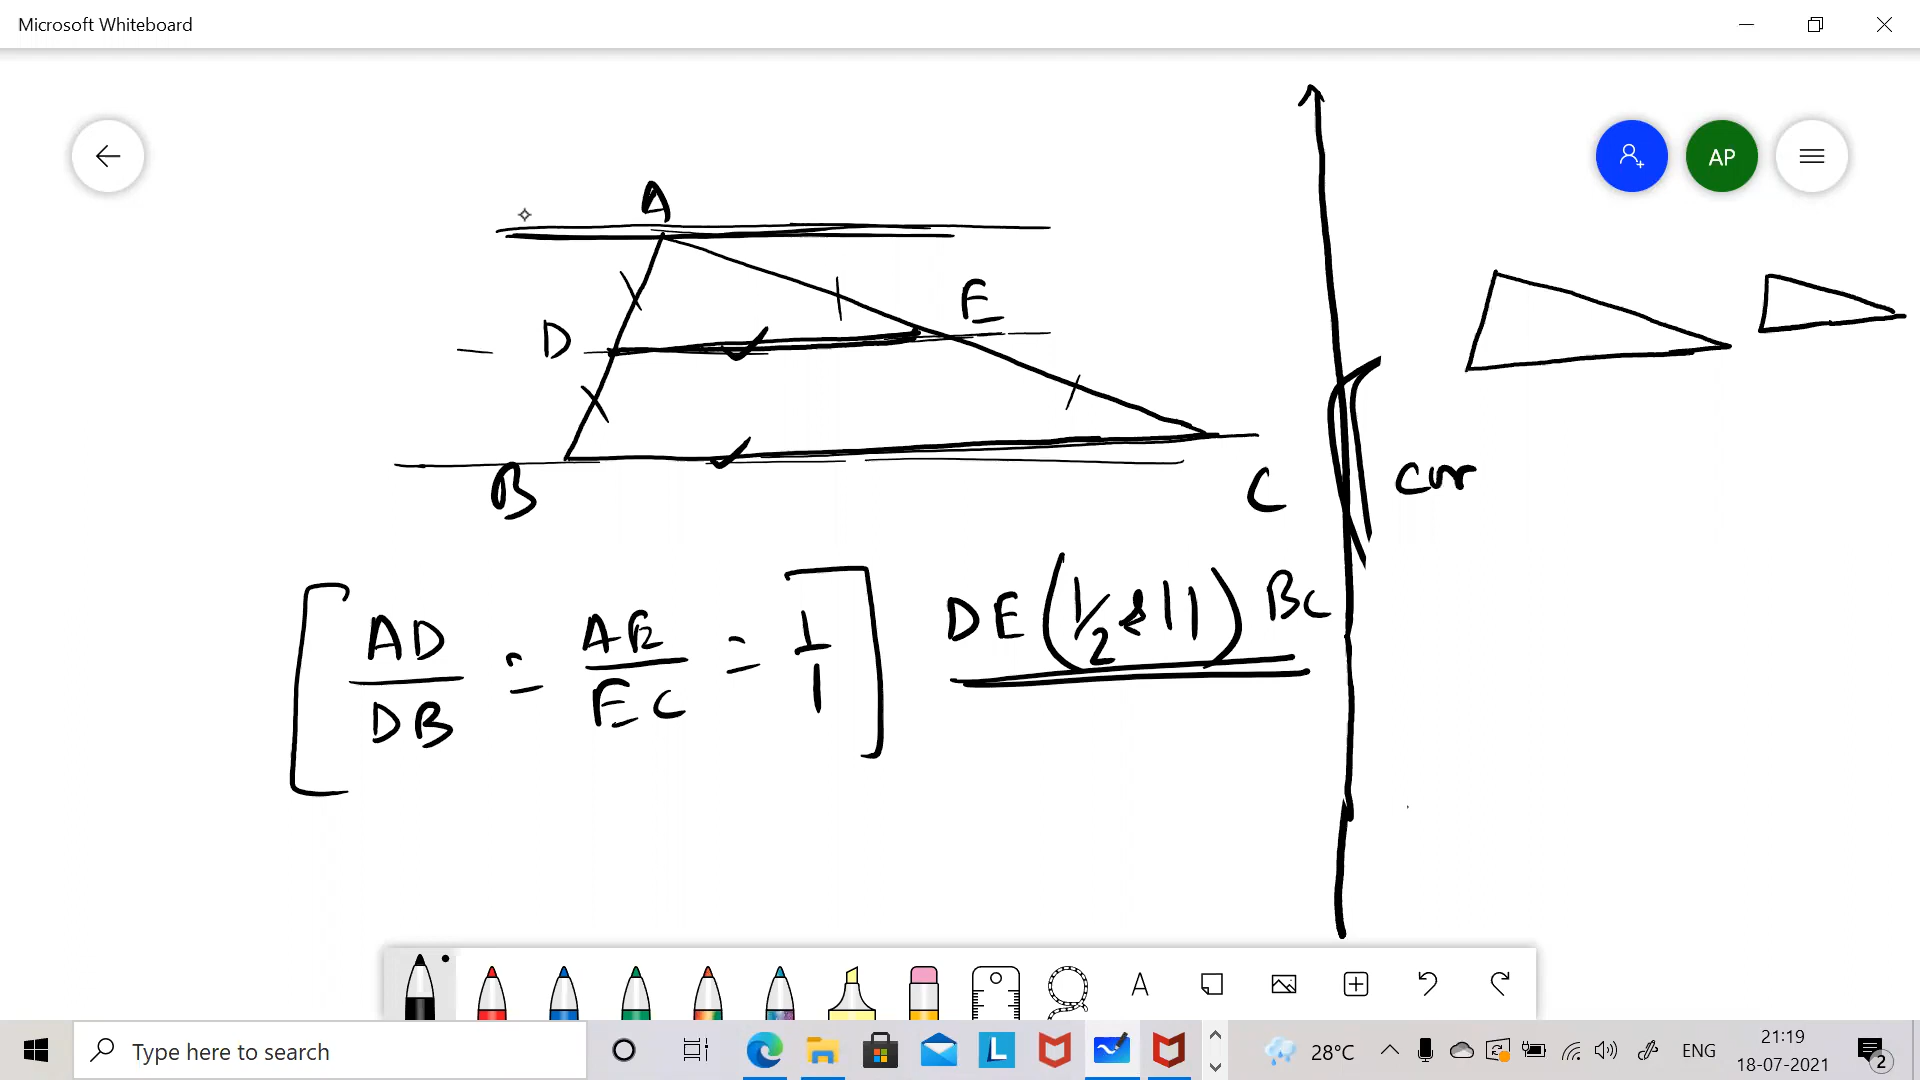 Microsoft Whiteboard
AP
A
D E
B C
AD/DB = AE/EC = 1/1
DE (1/2 & ||) BC
A
Type here to search
28°C
ENG
21:19
18-07-2021
2